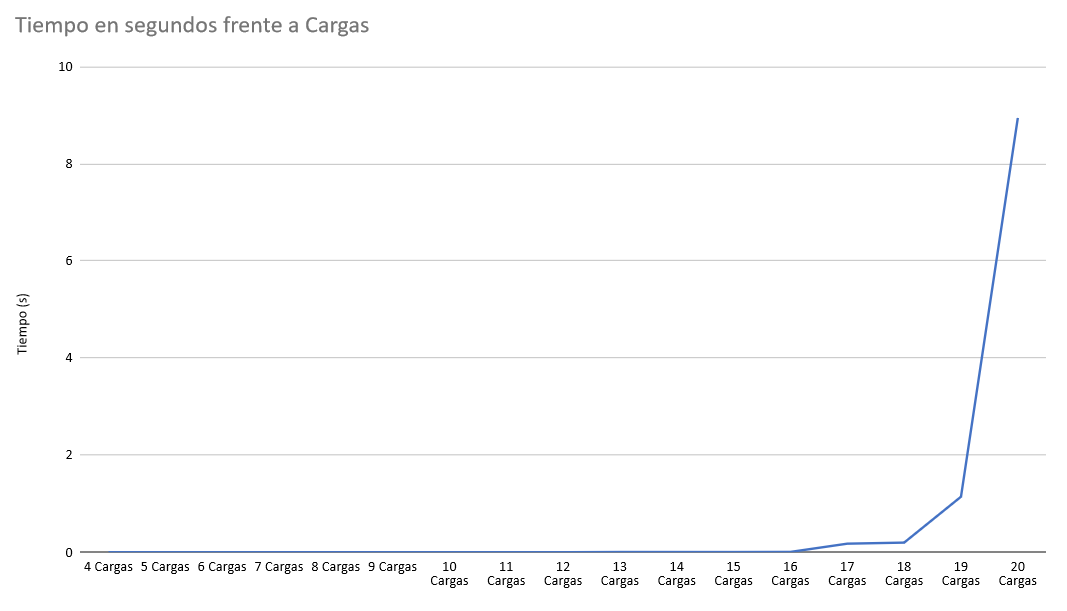 Tiempo en segundos frente a Cargas
10
8
6
4
2
0
Tiempo (s)
4 Cargas
5 Cargas
6 Cargas
7 Cargas
8 Cargas
9 Cargas
10
Cargas
11
Cargas
12
Cargas
13
Cargas
14
Cargas
15
Cargas
16
Cargas
17
Cargas
18
Cargas
19
Cargas
20
Cargas